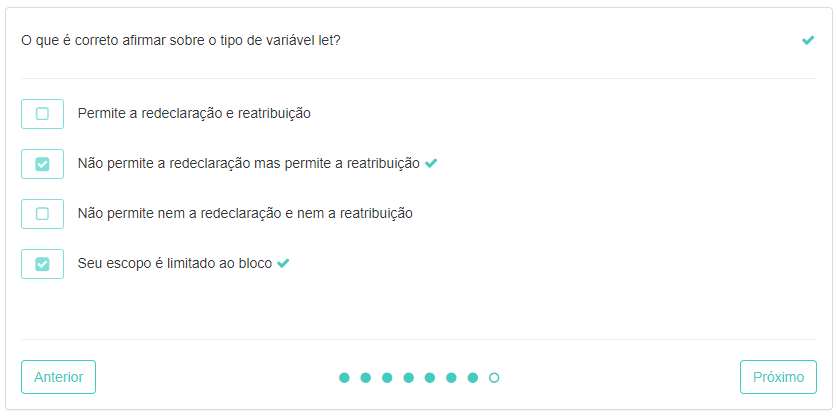 O que é correto afirmar sobre o tipo de variável let?
Permite a redeclaração e reatribuição
Não permite a redeclaração mas permite a reatribuição
Não permite nem a redeclaração e nem a reatribuição
Seu escopo é limitado ao bloco
Anterior
Próximo